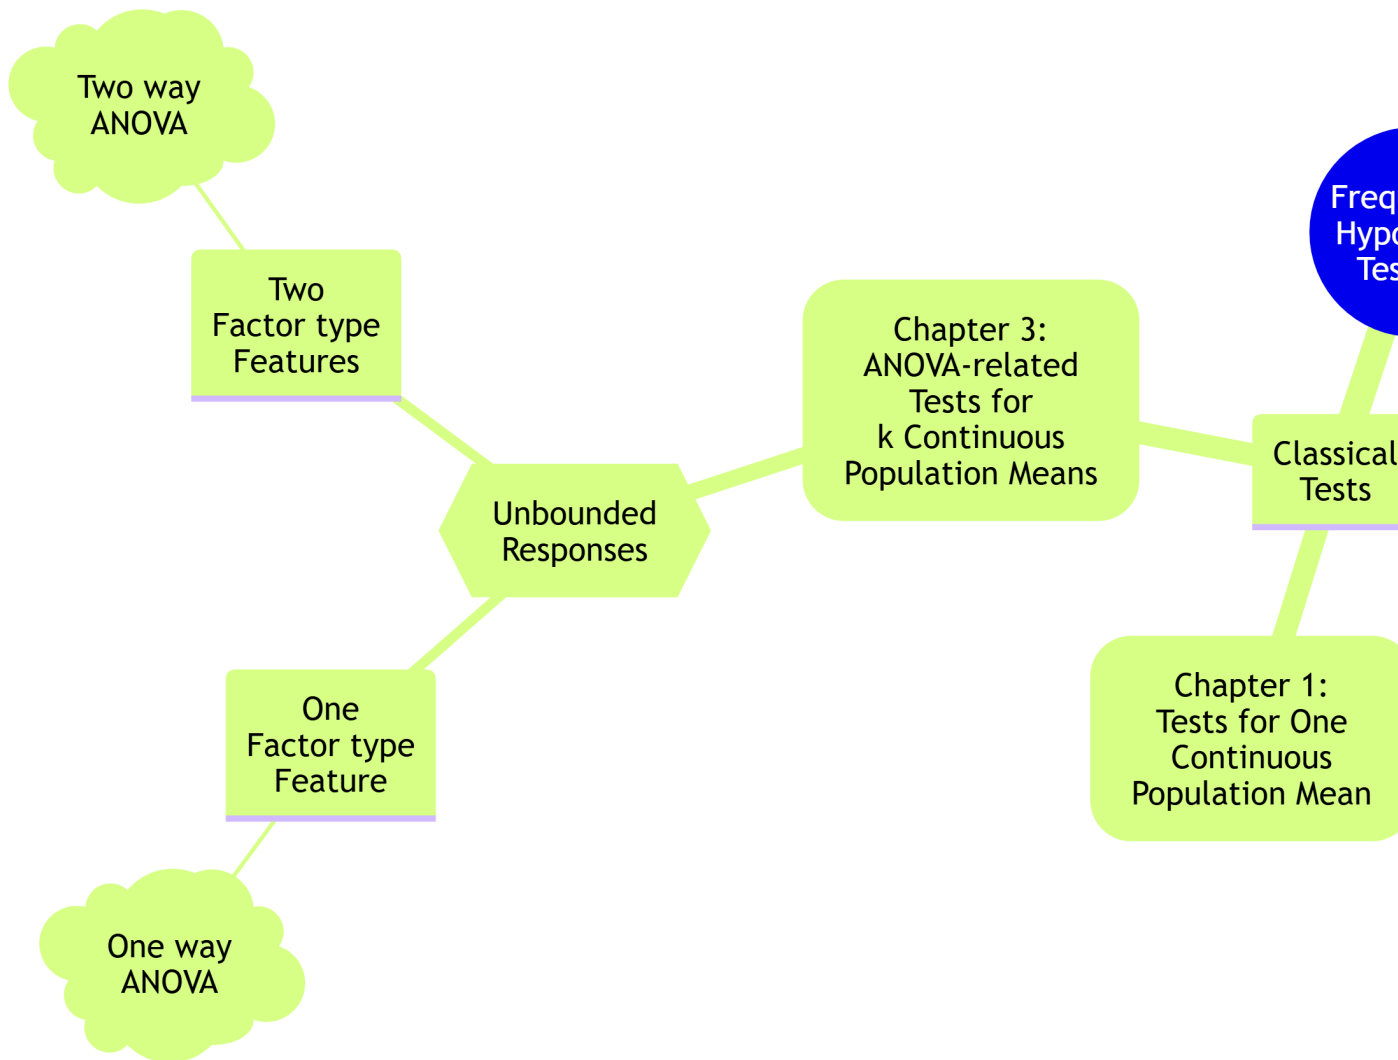 Two way
ANOVA
Two
Factor type
Features
Unbounded
Responses
One
Factor type
Feature
One way
ANOVA
Chapter 3:
ANOVA-related
Tests for
k Continuous
Population Means
Classical
Tests
Chapter 1:
Tests for One
Continuous
Population Mean